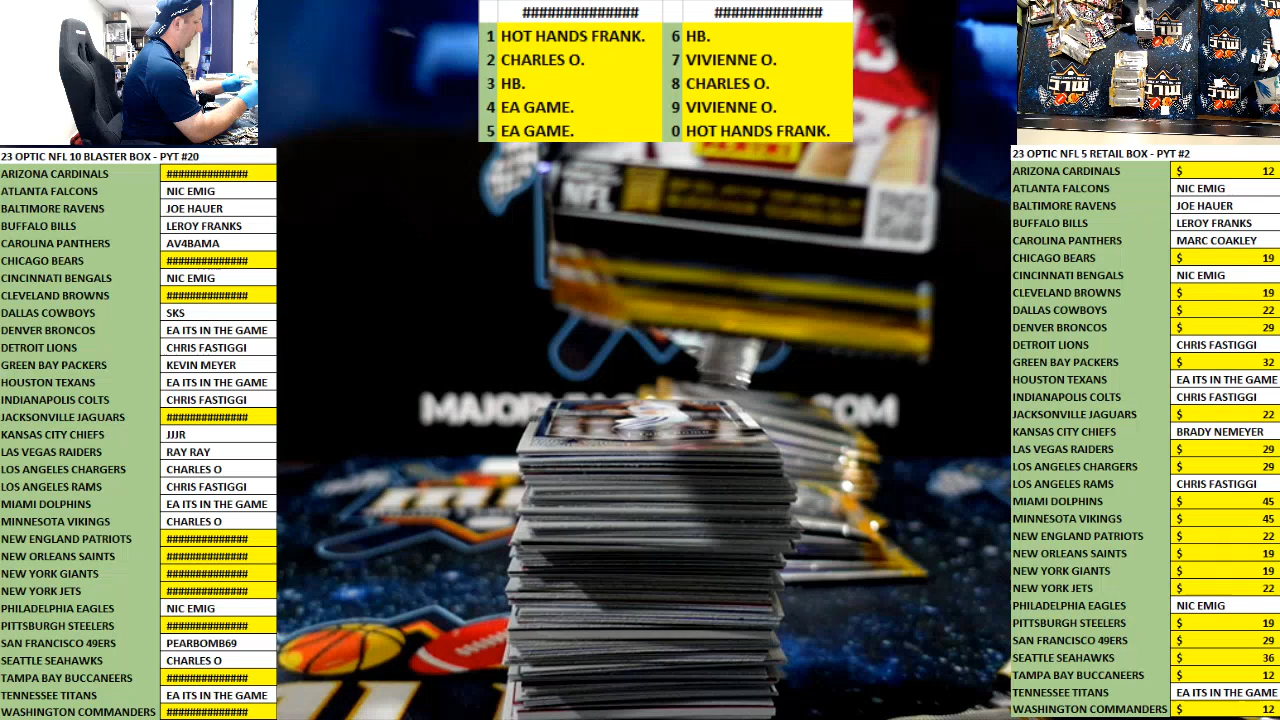 ############## #############
1 HOT HANDS FRANK. 6 HB.
2 CHARLES O. 7 VIVIENNE O.
3 HB. 8 CHARLES O.
4 EA GAME. 9 VIVIENNE O.
5 EA GAME. 0 HOT HANDS FRANK.
23 OPTIC NFL 10 BLASTER BOX - PYT #20
ARIZONA CARDINALS ##############
ATLANTA FALCONS NIC EMIG
BALTIMORE RAVENS JOE HAUER
BUFFALO BILLS LEROY FRANKS
CAROLINA PANTHERS AV4BAMA
CHICAGO BEARS ##############
CINCINNATI BENGALS NIC EMIG
CLEVELAND BROWNS ##############
DALLAS COWBOYS SKS
DENVER BRONCOS EA ITS IN THE GAME
DETROIT LIONS CHRIS FASTIGGI
GREEN BAY PACKERS KEVIN MEYER
HOUSTON TEXANS EA ITS IN THE GAME
INDIANAPOLIS COLTS CHRIS FASTIGGI
JACKSONVILLE JAGUARS ##############
KANSAS CITY CHIEFS JJJR
LAS VEGAS RAIDERS RAY RAY
LOS ANGELES CHARGERS CHARLES O
LOS ANGELES RAMS CHRIS FASTIGGI
MIAMI DOLPHINS EA ITS IN THE GAME
MINNESOTA VIKINGS CHARLES O
NEW ENGLAND PATRIOTS ##############
NEW ORLEANS SAINTS ##############
NEW YORK GIANTS ##############
NEW YORK JETS ##############
PHILADELPHIA EAGLES NIC EMIG
PITTSBURGH STEELERS ##############
SAN FRANCISCO 49ERS PEARBOMB69
SEATTLE SEAHAWKS CHARLES O
TAMPA BAY BUCCANEERS ##############
TENNESSEE TITANS EA ITS IN THE GAME
WASHINGTON COMMANDERS ##############
PANINI
NFL
23 OPTIC NFL 5 RETAIL BOX - PYT #2
ARIZONA CARDINALS $ 12
ATLANTA FALCONS NIC EMIG
BALTIMORE RAVENS JOE HAUER
BUFFALO BILLS LEROY FRANKS
CAROLINA PANTHERS MARC COAKLEY
CHICAGO BEARS $ 19
CINCINNATI BENGALS NIC EMIG
CLEVELAND BROWNS $ 19
DALLAS COWBOYS $ 22
DENVER BRONCOS $ 29
DETROIT LIONS CHRIS FASTIGGI
GREEN BAY PACKERS $ 32
HOUSTON TEXANS EA ITS IN THE GAME
INDIANAPOLIS COLTS CHRIS FASTIGGI
JACKSONVILLE JAGUARS $ 22
KANSAS CITY CHIEFS BRADY NEMEYER
LAS VEGAS RAIDERS $ 29
LOS ANGELES CHARGERS $ 29
LOS ANGELES RAMS CHRIS FASTIGGI
MIAMI DOLPHINS $ 45
MINNESOTA VIKINGS $ 45
NEW ENGLAND PATRIOTS $ 22
NEW ORLEANS SAINTS $ 19
NEW YORK GIANTS $ 19
NEW YORK JETS $ 22
PHILADELPHIA EAGLES NIC EMIG
PITTSBURGH STEELERS $ 19
SAN FRANCISCO 49ERS $ 29
SEATTLE SEAHAWKS $ 36
TAMPA BAY BUCCANEERS $ 12
TENNESSEE TITANS EA ITS IN THE GAME
WASHINGTON COMMANDERS $ 12